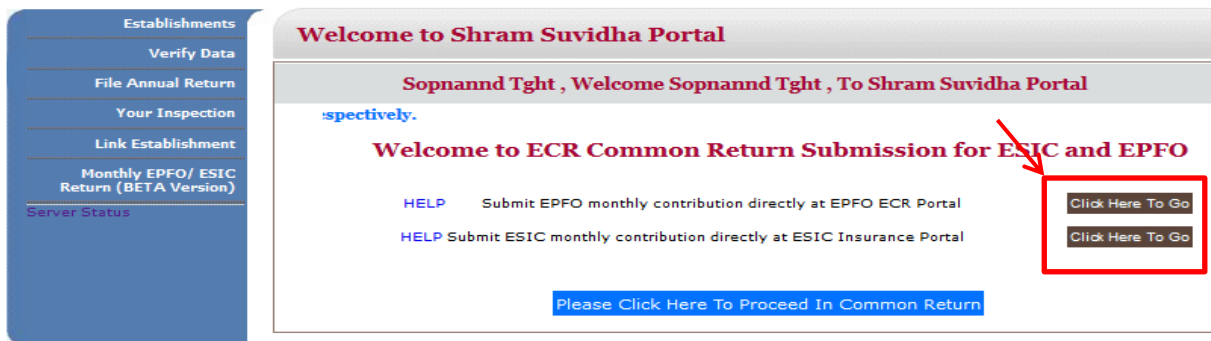 Establishments
Verify Data
File Annual Return
Your Inspection
Link Establishment
Monthly EPFO/ ESIC
Return (BETA Version)
Server Status
Welcome to Shram Suvidha Portal
Sopnannd Tght , Welcome Sopnannd Tght , To Shram Suvidha Portal
spectively.
Welcome to ECR Common Return Submission for ESIC and EPFO
HELP Submit EPFO monthly contribution directly at EPFO ECR Portal Click Here To Go
HELP Submit ESIC monthly contribution directly at ESIC Insurance Portal Click Here To Go
Please Click Here To Proceed In Common Return